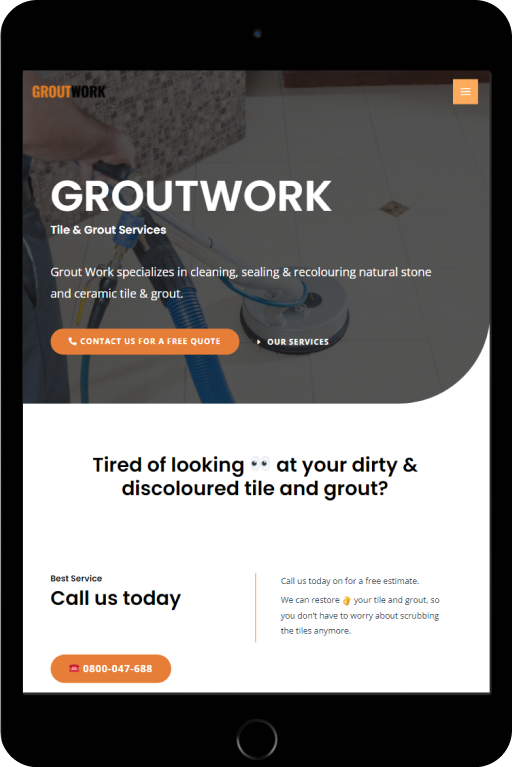 GROUTWORK
GROUTWORK
Tile & Grout Services
Grout Work specializes in cleaning, sealing & recolouring natural stone
and ceramic tile & grout.
📞 CONTACT US FOR A FREE QUOTE
OUR SERVICES
Tired of looking 👀 at your dirty &
discoloured tile and grout?
Best Service
Call us today
Call us today on for a free estimate.
We can restore 👌 your tile and grout, so
you don't have to worry about scrubbing
the tiles anymore.
☎️ 0800-047-688